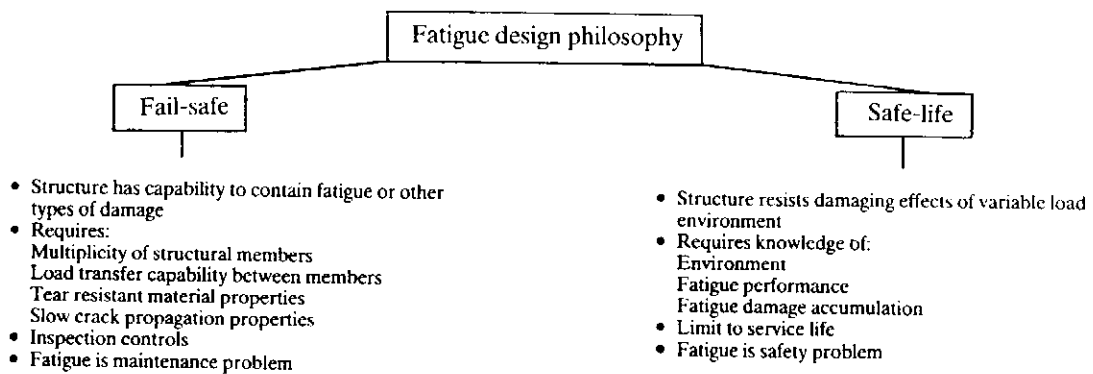 Fatigue design philosophy
Fail-safe
• Structure has capability to contain fatigue or other
types of damage
• Requires:
Multiplicity of structural members
Load transfer capability between members
Tear resistant material properties
Slow crack propagation properties
• Inspection controls
• Fatigue is maintenance problem
Safe-life
• Structure resists damaging effects of variable load
environment
• Requires knowledge of:
Environment
Fatigue performance
Fatigue damage accumulation
• Limit to service life
• Fatigue is safety problem